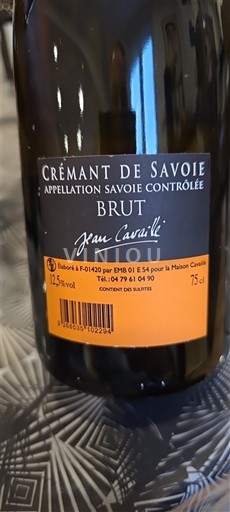 CRÉMANT DE SAVOIE
APPELLATION SAVOIE CONTRÔLÉE
BRUT
Jean Cavaillé
VINIOU
Elaboré à F-01420 par EMB 01 E 54 pour la Maison Cavaillé
12,5%vol
Tél. : 04 79 61 04 90
75 cl
CONTIENT DES SULFITES
3268535102294